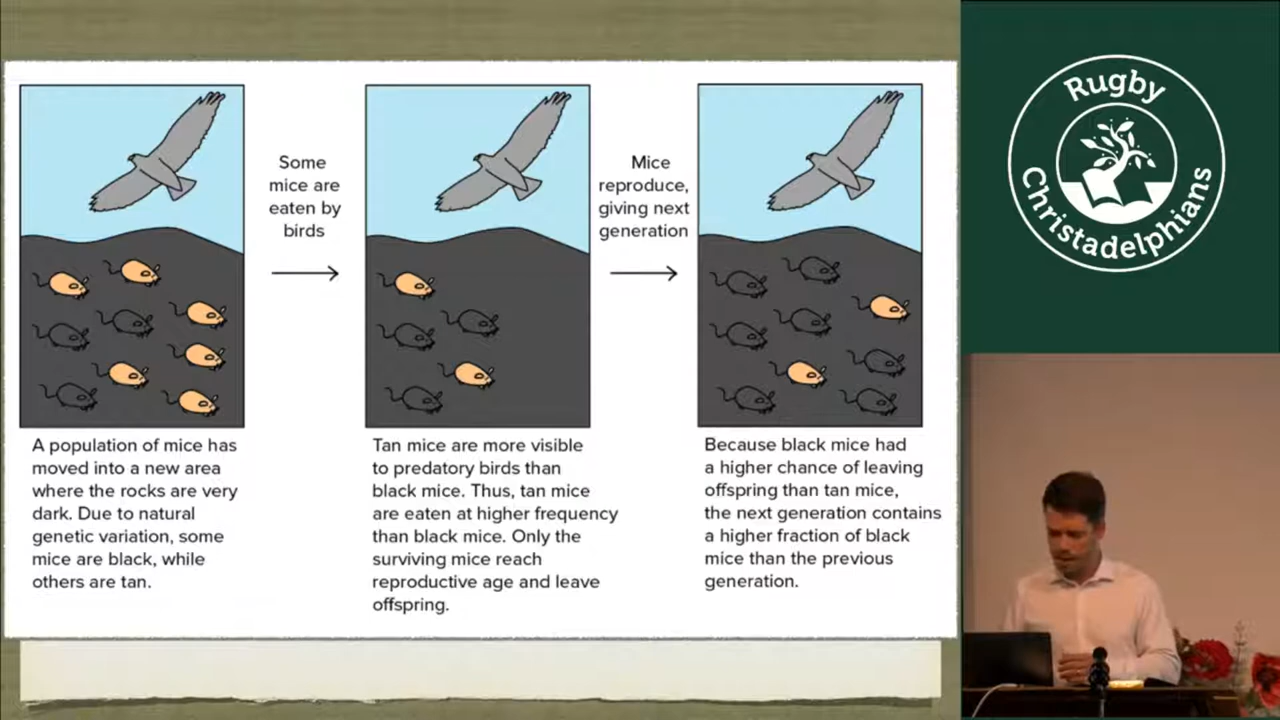 Some
mice are
eaten by
birds
Mice
reproduce,
giving next
generation
A population of mice has
moved into a new area
where the rocks are very
dark. Due to natural
genetic variation, some
mice are black, while
others are tan.
Tan mice are more visible
to predatory birds than
black mice. Thus, tan mice
are eaten at higher frequency
than black mice. Only the
surviving mice reach
reproductive age and leave
offspring.
Because black mice had
a higher chance of leaving
offspring than tan mice,
the next generation contains
a higher fraction of black
mice than the previous
generation.
Rugby
Christadelphians